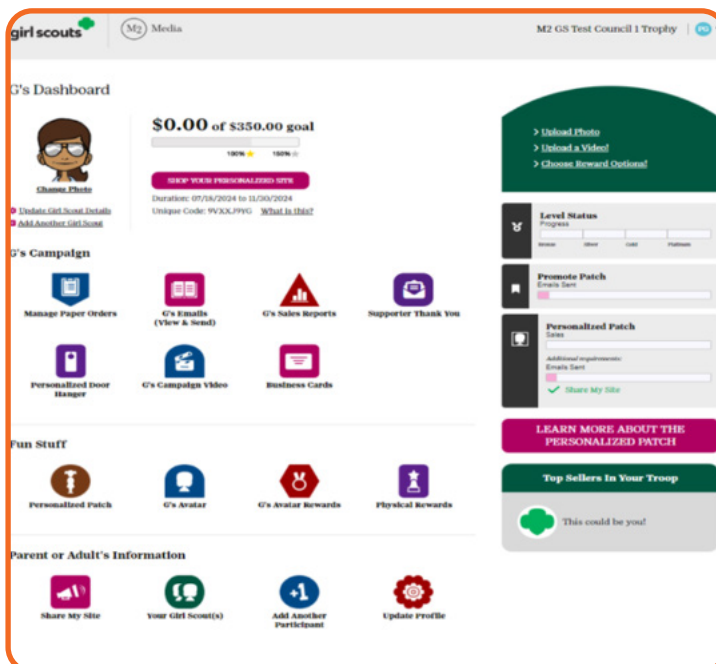 girl scouts
M2 Media
M2 GS Test Council 1 Trophy
PG
G's Dashboard
$0.00 of $350.00 goal
100% 150%
SHOP YOUR PERSONALIZED SITE
Duration: 07/18/2024 to 11/30/2024
Unique Code: 9VXXJ9YG What is this?
Change Photo
Update Girl Scout Details
Add Another Girl Scout
> Upload Photo
> Upload a Video!
> Choose Reward Options!
G's Campaign
Manage Paper Orders
G's Emails
(View & Send)
G's Sales Reports
Supporter Thank You
Personalized Door
Hanger
G's Campaign Video
Business Cards
Level Status
Progress
Bronze Silver Gold Platinum
Promote Patch
Emails Sent
Personalized Patch
Sales
Additional requirements:
Emails Sent
Share My Site
LEARN MORE ABOUT THE
PERSONALIZED PATCH
Top Sellers In Your Troop
This could be you!
Fun Stuff
Personalized Patch
G's Avatar
G's Avatar Rewards
Physical Rewards
Parent or Adult's Information
Share My Site
Your Girl Scout(s)
+1
Add Another
Participant
Update Profile